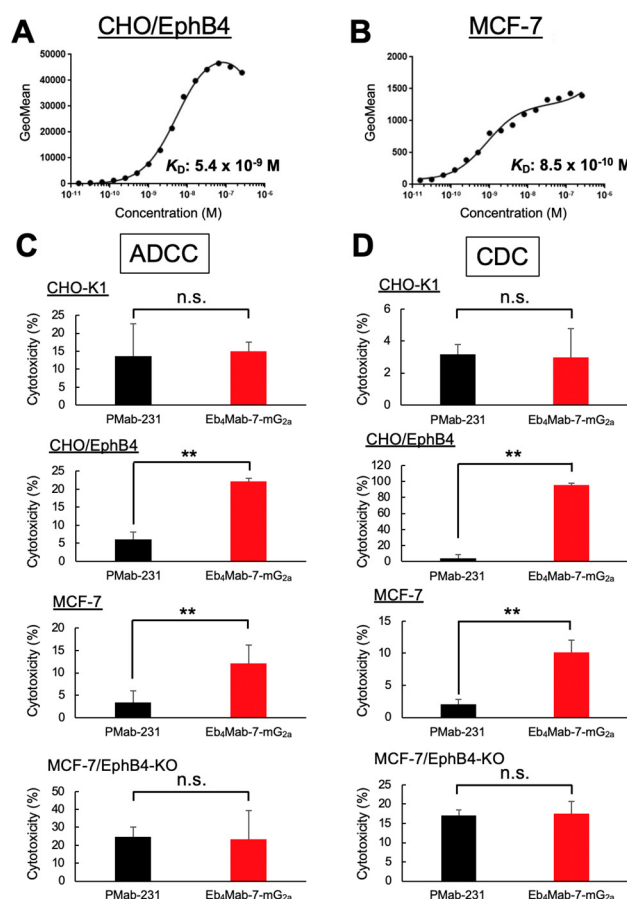 A CHO/EphB4
GeoMean
50000
40000
30000
20000
10000
0
K_D: 5.4 x 10⁻⁹ M
10⁻¹¹ 10⁻¹⁰ 10⁻⁹ 10⁻⁸ 10⁻⁷ 10⁻⁶
Concentration (M)
B MCF-7
GeoMean
2000
1500
1000
500
0
K_D: 8.5 x 10⁻¹⁰ M
10⁻¹¹ 10⁻¹⁰ 10⁻⁹ 10⁻⁸ 10⁻⁷ 10⁻⁶
Concentration (M)
C ADCC
CHO-K1
n.s.
Cytotoxicity (%)
25
20
15
10
5
0
PMab-231 Eb₄Mab-7-mG₂ₐ
CHO/EphB4
**
Cytotoxicity (%)
25
20
15
10
5
0
PMab-231 Eb₄Mab-7-mG₂ₐ
MCF-7
**
Cytotoxicity (%)
20
15
10
5
0
PMab-231 Eb₄Mab-7-mG₂ₐ
MCF-7/EphB4-KO
n.s.
Cytotoxicity (%)
50
40
30
20
10
0
PMab-231 Eb₄Mab-7-mG₂ₐ
D CDC
CHO-K1
n.s.
Cytotoxicity (%)
6
4
2
0
PMab-231 Eb₄Mab-7-mG₂ₐ
CHO/EphB4
**
Cytotoxicity (%)
120
100
80
60
40
20
0
PMab-231 Eb₄Mab-7-mG₂ₐ
MCF-7
**
Cytotoxicity (%)
15
10
5
0
PMab-231 Eb₄Mab-7-mG₂ₐ
MCF-7/EphB4-KO
n.s.
Cytotoxicity (%)
25
20
15
10
5
0
PMab-231 Eb₄Mab-7-mG₂ₐ